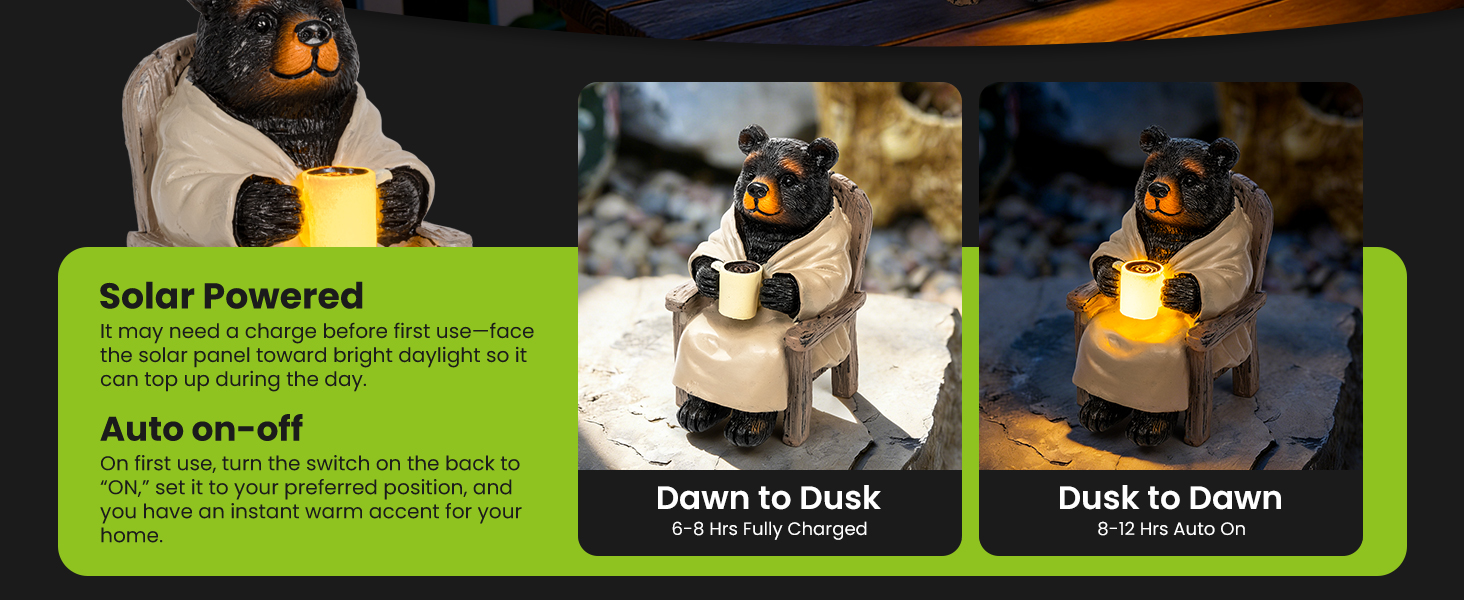 Solar Powered
It may need a charge before first use—face
the solar panel toward bright daylight so it
can top up during the day.
Auto on-off
On first use, turn the switch on the back to
“ON,” set it to your preferred position, and
you have an instant warm accent for your
home.
Dawn to Dusk
6-8 Hrs Fully Charged
Dusk to Dawn
8-12 Hrs Auto On